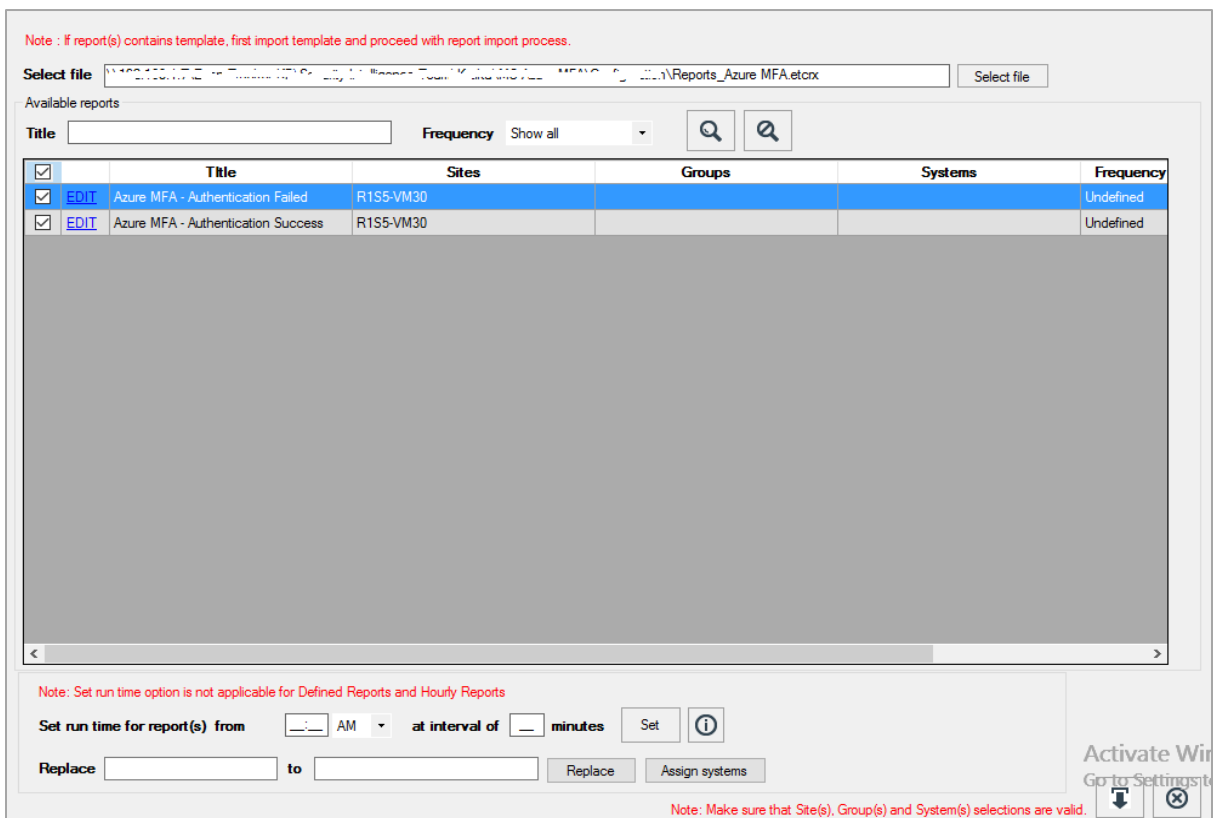 Note : If report(s) contains template, first import template and proceed with report import process.
Select file \Reports_Azure MFA.etcrx Select file
Available reports
Title Frequency Show all
Title Sites Groups Systems Frequency
EDIT Azure MFA - Authentication Failed R1S5-VM30 Undefined
EDIT Azure MFA - Authentication Success R1S5-VM30 Undefined
Note: Set run time option is not applicable for Defined Reports and Hourly Reports
Set run time for report(s) from __:__ AM at interval of __ minutes Set
Replace to Replace Assign systems
Activate Wi
Go to Settings t
Note: Make sure that Site(s), Group(s) and System(s) selections are valid.